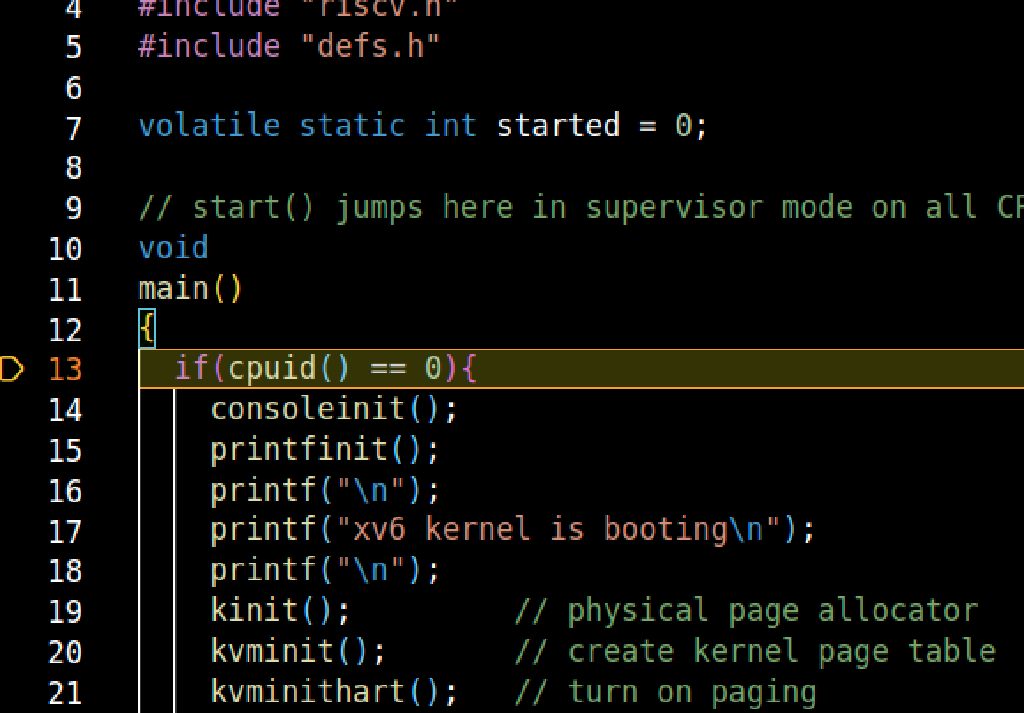 4 #include "riscv.h"
5 #include "defs.h"
6
7 volatile static int started = 0;
8
9 // start() jumps here in supervisor mode on all
10 void
11 main()
12 {
13 if(cpuid() == 0){
14 consoleinit();
15 printfinit();
16 printf("\n");
17 printf("xv6 kernel is booting\n");
18 printf("\n");
19 kinit(); // physical page allocator
20 kvminit(); // create kernel page table
21 kvminithart(); // turn on paging